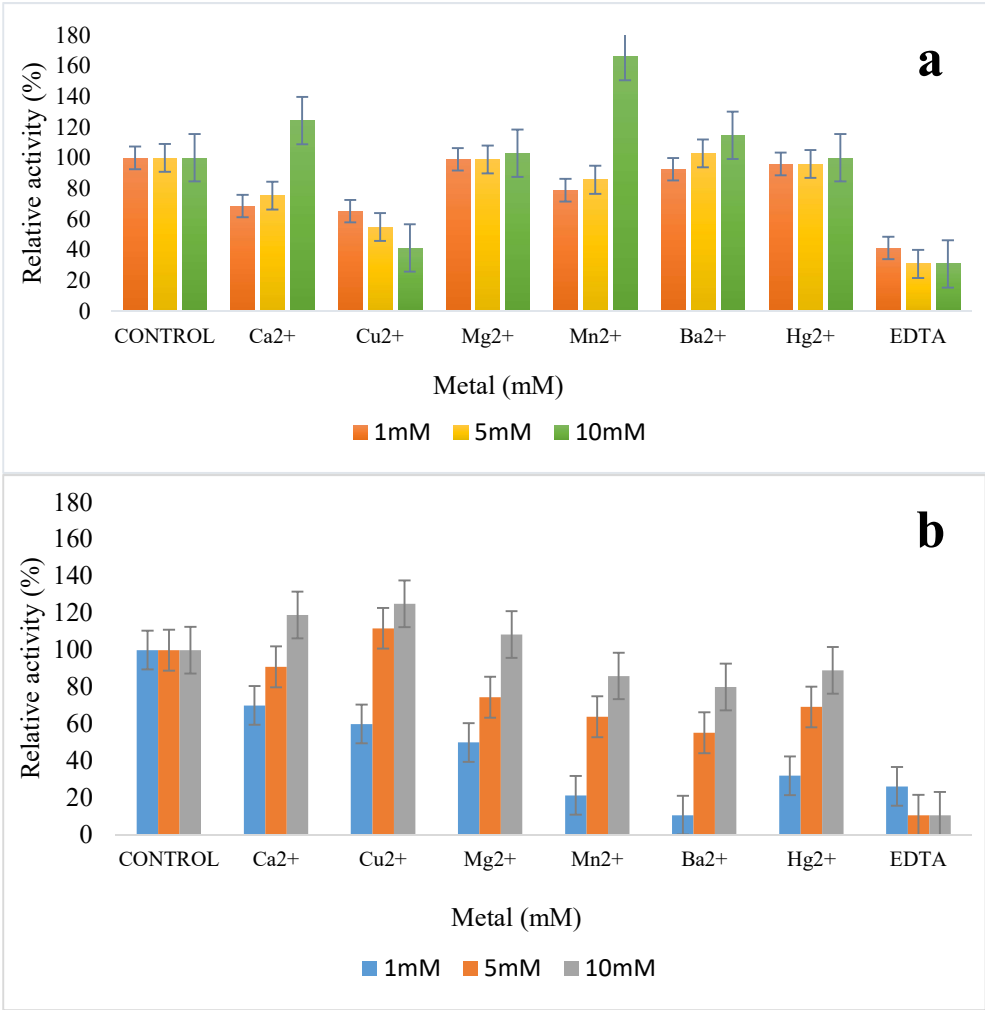 a
Relative activity (%)
180
160
140
120
100
80
60
40
20
0
CONTROL Ca2+ Cu2+ Mg2+ Mn2+ Ba2+ Hg2+ EDTA
Metal (mM)
1mM 5mM 10mM
b
Relative activity (%)
180
160
140
120
100
80
60
40
20
0
CONTROL Ca2+ Cu2+ Mg2+ Mn2+ Ba2+ Hg2+ EDTA
Metal (mM)
1mM 5mM 10mM